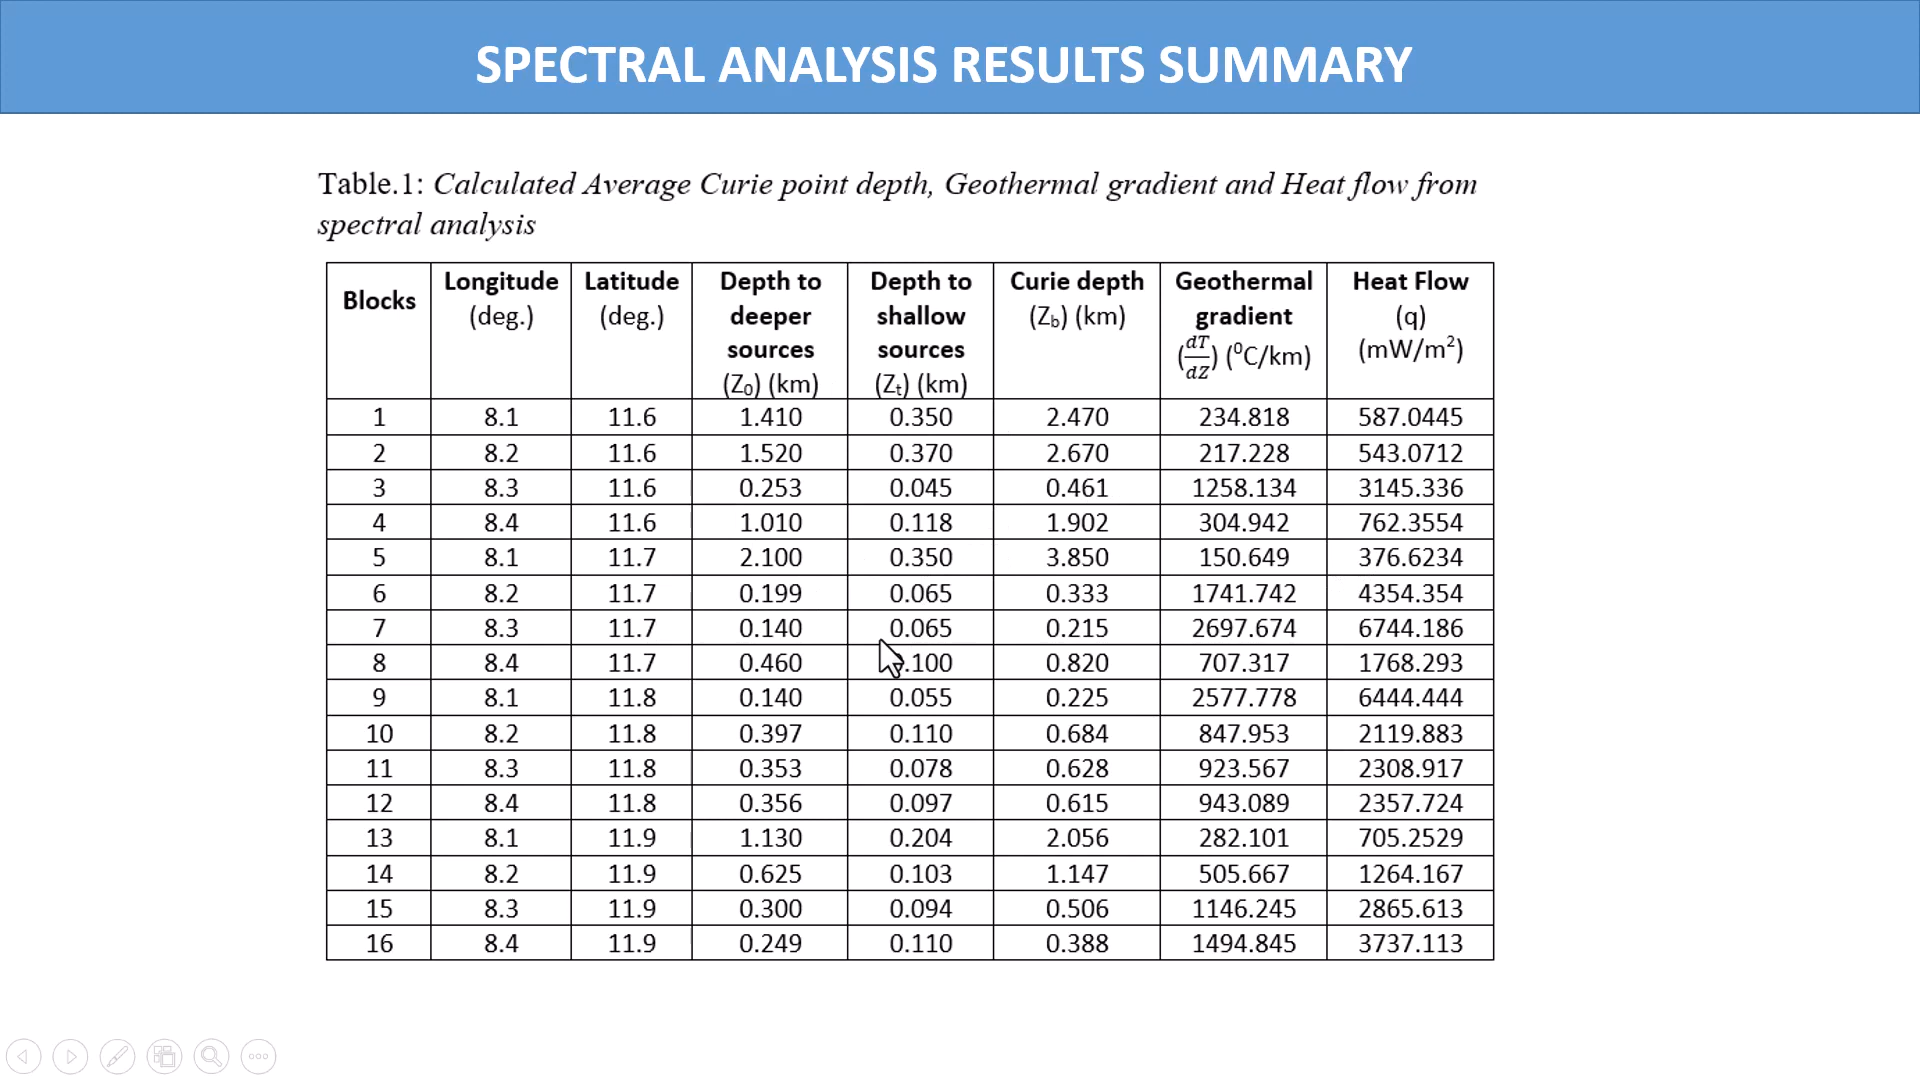 SPECTRAL ANALYSIS RESULTS SUMMARY
Table.1: Calculated Average Curie point depth, Geothermal gradient and Heat flow from
spectral analysis
Blocks | Longitude (deg.) | Latitude (deg.) | Depth to deeper sources (Z₀) (km) | Depth to shallow sources (Zₜ) (km) | Curie depth (Z_b) (km) | Geothermal gradient (dT/dZ) (⁰C/km) | Heat Flow (q) (mW/m²)
1 | 8.1 | 11.6 | 1.410 | 0.350 | 2.470 | 234.818 | 587.0445
2 | 8.2 | 11.6 | 1.520 | 0.370 | 2.670 | 217.228 | 543.0712
3 | 8.3 | 11.6 | 0.253 | 0.045 | 0.461 | 1258.134 | 3145.336
4 | 8.4 | 11.6 | 1.010 | 0.118 | 1.902 | 304.942 | 762.3554
5 | 8.1 | 11.7 | 2.100 | 0.350 | 3.850 | 150.649 | 376.6234
6 | 8.2 | 11.7 | 0.199 | 0.065 | 0.333 | 1741.742 | 4354.354
7 | 8.3 | 11.7 | 0.140 | 0.065 | 0.215 | 2697.674 | 6744.186
8 | 8.4 | 11.7 | 0.460 | .100 | 0.820 | 707.317 | 1768.293
9 | 8.1 | 11.8 | 0.140 | 0.055 | 0.225 | 2577.778 | 6444.444
10 | 8.2 | 11.8 | 0.397 | 0.110 | 0.684 | 847.953 | 2119.883
11 | 8.3 | 11.8 | 0.353 | 0.078 | 0.628 | 923.567 | 2308.917
12 | 8.4 | 11.8 | 0.356 | 0.097 | 0.615 | 943.089 | 2357.724
13 | 8.1 | 11.9 | 1.130 | 0.204 | 2.056 | 282.101 | 705.2529
14 | 8.2 | 11.9 | 0.625 | 0.103 | 1.147 | 505.667 | 1264.167
15 | 8.3 | 11.9 | 0.300 | 0.094 | 0.506 | 1146.245 | 2865.613
16 | 8.4 | 11.9 | 0.249 | 0.110 | 0.388 | 1494.845 | 3737.113